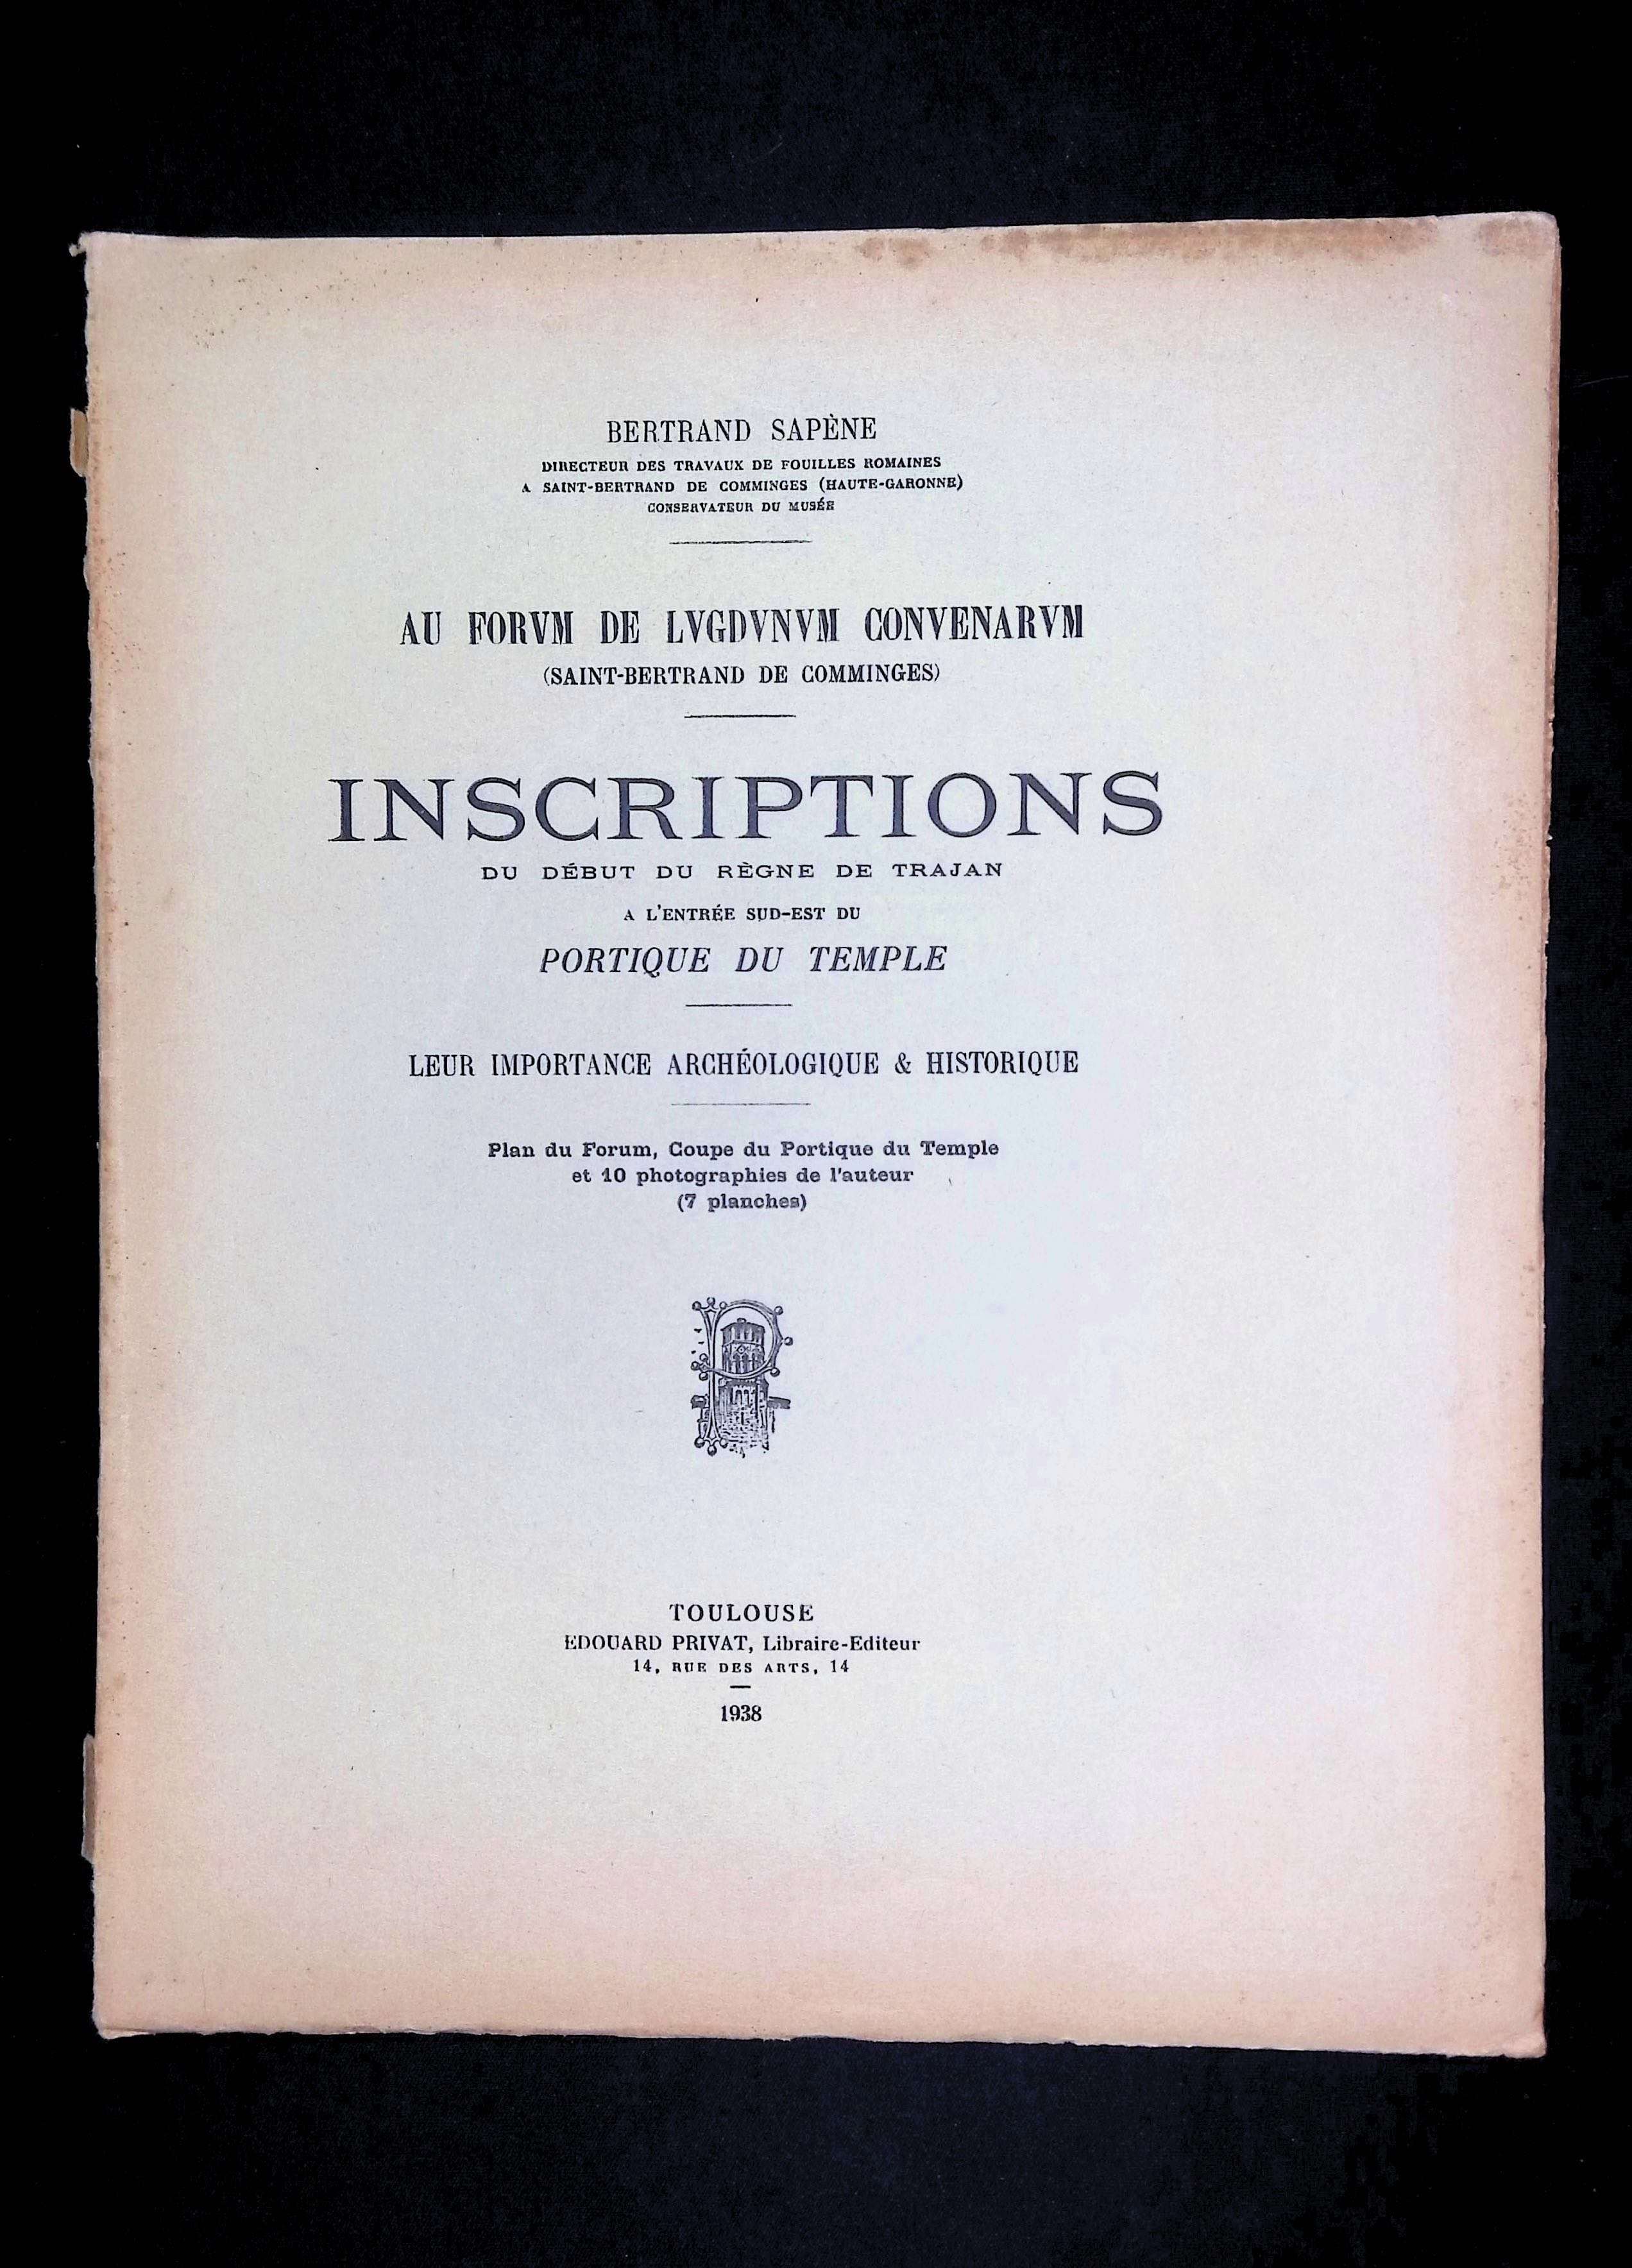 BERTRAND SAPÈNE
DIRECTEUR DES TRAVAUX DE FOUILLES ROMAINES
A SAINT-BERTRAND DE COMMINGES (HAUTE-GARONNE)
CONSERVATEUR DU MUSÉE
AU FORVM DE LVGDVNVM CONVENARVM
(SAINT-BERTRAND DE COMMINGES)
INSCRIPTIONS
DU DÉBUT DU RÈGNE DE TRAJAN
A L'ENTRÉE SUD-EST DU
PORTIQUE DU TEMPLE
LEUR IMPORTANCE ARCHÉOLOGIQUE & HISTORIQUE
Plan du Forum, Coupe du Portique du Temple
et 10 photographies de l'auteur
(7 planches)
P
TOULOUSE
EDOUARD PRIVAT, Libraire-Editeur
14, RUE DES ARTS, 14
1938